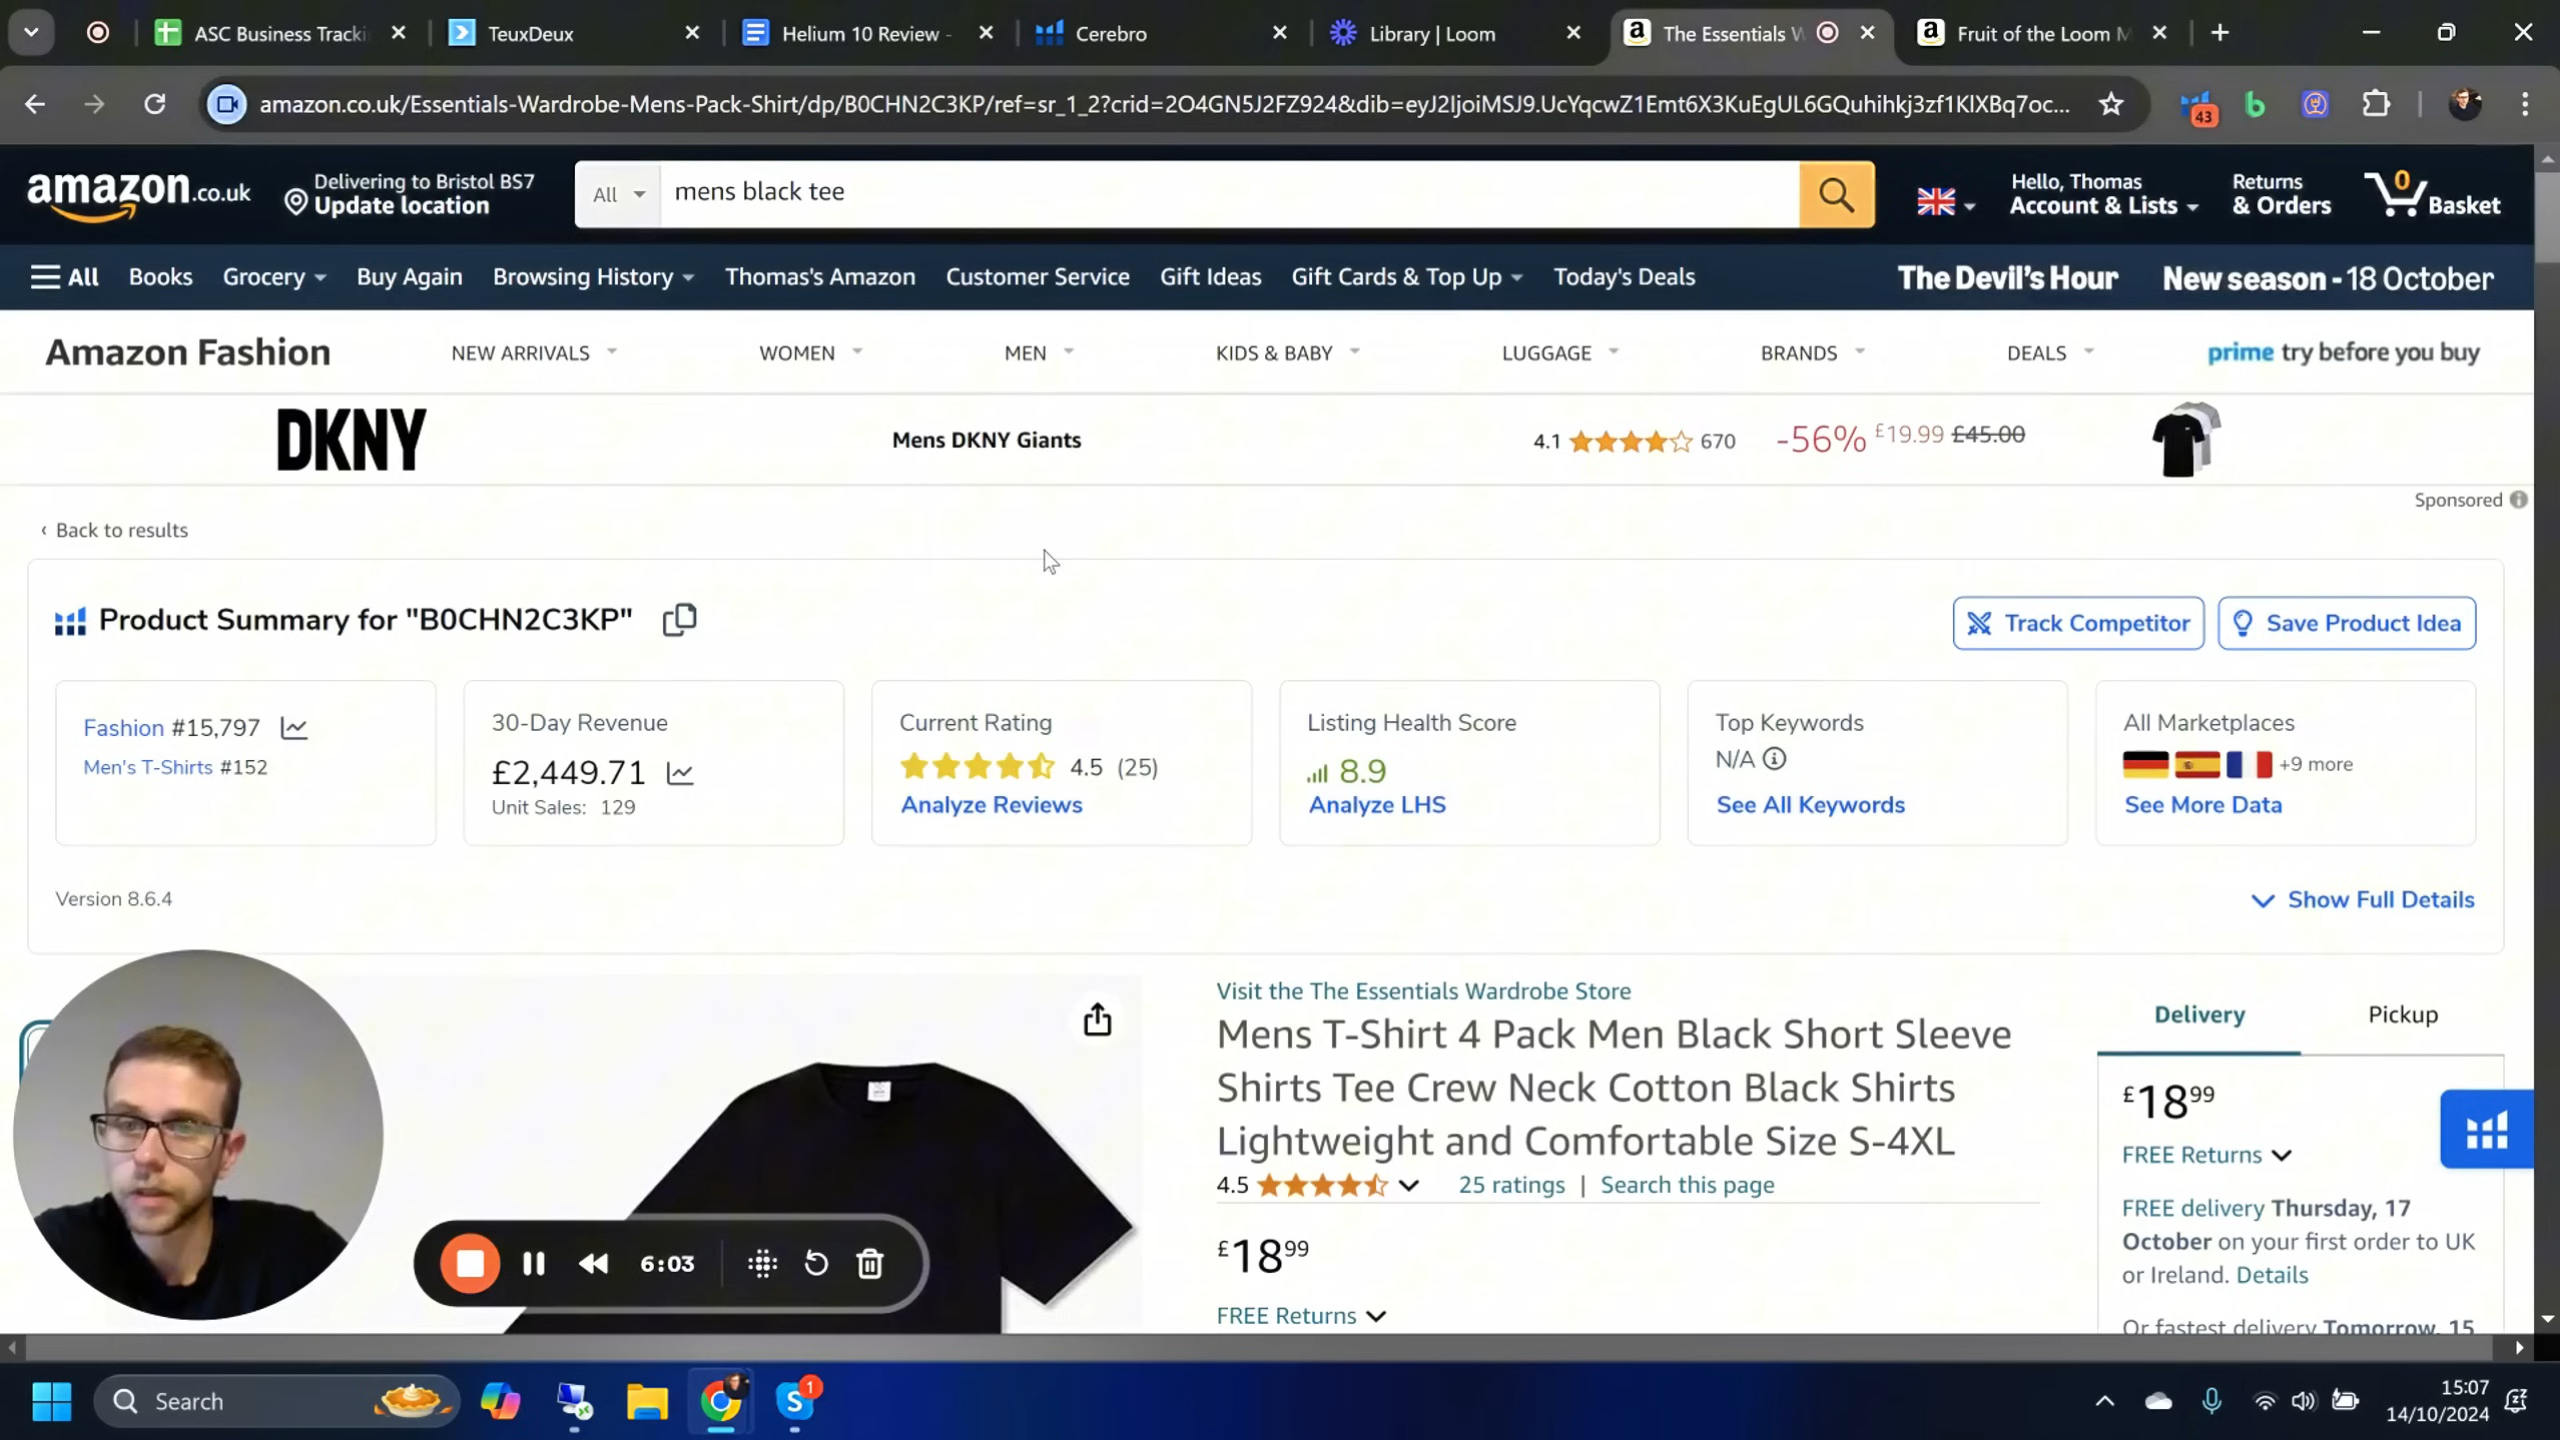 ASC Business Tracki
TeuxDeux
Helium 10 Review -
Cerebro
Library | Loom
The Essentials W
Fruit of the Loom M
amazon.co.uk/Essentials-Wardrobe-Mens-Pack-Shirt/dp/B0CHN2C3KP/ref=sr_1_2?crid=2O4GN5J2FZ924&dib=eyJ2IjoiMSJ9.UcYqcwZ1Emt6X3KuEgUL6GQuhihkj3zf1KlXBq7oc...
43
amazon.co.uk
Delivering to Bristol BS7
Update location
All
mens black tee
Hello, Thomas
Account & Lists
Returns
& Orders
0
Basket
All
Books
Grocery
Buy Again
Browsing History
Thomas's Amazon
Customer Service
Gift Ideas
Gift Cards & Top Up
Today's Deals
The Devil's Hour
New season - 18 October
Amazon Fashion
NEW ARRIVALS
WOMEN
MEN
KIDS & BABY
LUGGAGE
BRANDS
DEALS
prime try before you buy
DKNY
Mens DKNY Giants
4.1
670
-56% £19.99 £45.00
Sponsored
‹ Back to results
Product Summary for "B0CHN2C3KP"
Track Competitor
Save Product Idea
Fashion #15,797
Men's T-Shirts #152
30-Day Revenue
£2,449.71
Unit Sales: 129
Current Rating
4.5 (25)
Analyze Reviews
Listing Health Score
8.9
Analyze LHS
Top Keywords
N/A
See All Keywords
All Marketplaces
+9 more
See More Data
Version 8.6.4
Show Full Details
Visit the The Essentials Wardrobe Store
Mens T-Shirt 4 Pack Men Black Short Sleeve
Shirts Tee Crew Neck Cotton Black Shirts
Lightweight and Comfortable Size S-4XL
4.5
25 ratings | Search this page
£18.99
FREE Returns
Delivery
Pickup
£18.99
FREE Returns
FREE delivery Thursday, 17
October on your first order to UK
or Ireland. Details
Or fastest delivery Tomorrow, 15
6:03
Search
1
15:07
14/10/2024